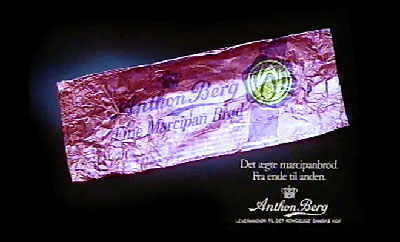 Anthon Berg
Fine Marcipan Brød
Det ægte marcipanbrød.
Fra ende til anden.
Anthon Berg
LEVERANDØR TIL DET KONGELIGE DANSKE HOF